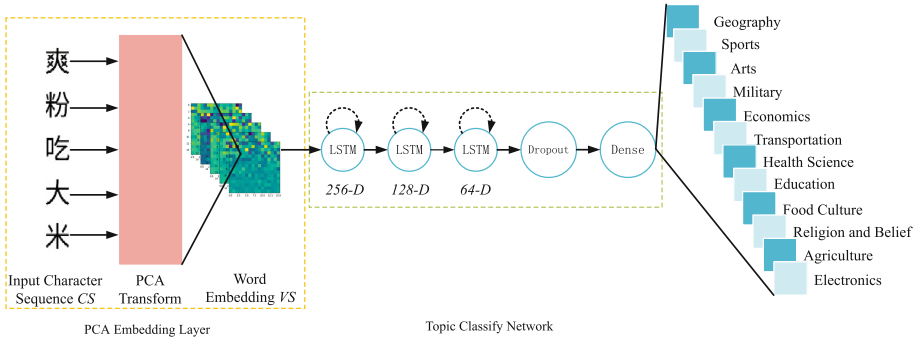 爽
粉
吃
大
米
Input Character
Sequence CS
PCA
Transform
Word
Embedding VS
PCA Embedding Layer
LSTM
LSTM
LSTM
Dropout
Dense
256-D
128-D
64-D
Topic Classify Network
Geography
Sports
Arts
Military
Economics
Transportation
Health Science
Education
Food Culture
Religion and Belief
Agriculture
Electronics